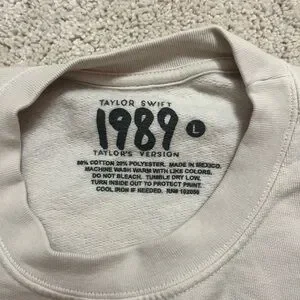 TAYLOR SWIFT
1989 L
TAYLOR'S VERSION
80% COTTON 20% POLYESTER. MADE IN MEXICO.
MACHINE WASH WARM WITH LIKE COLORS.
DO NOT BLEACH. TUMBLE DRY LOW.
TURN INSIDE OUT TO PROTECT PRINT.
COOL IRON IF NEEDED.